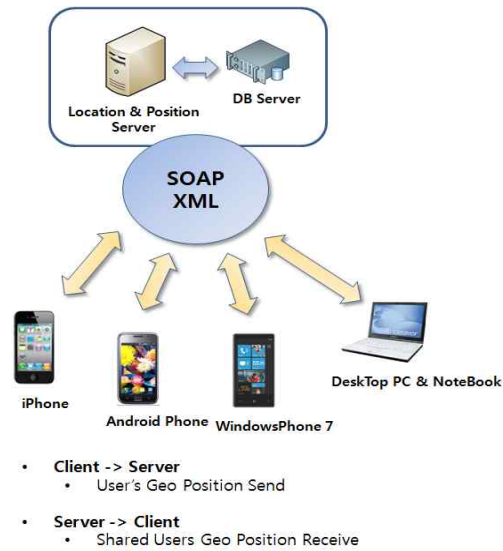 Location & Position
Server
DB Server
SOAP
XML
iPhone
Android Phone
WindowsPhone 7
DeskTop PC & NoteBook
• Client -> Server
• User's Geo Position Send
• Server -> Client
• Shared Users Geo Position Receive